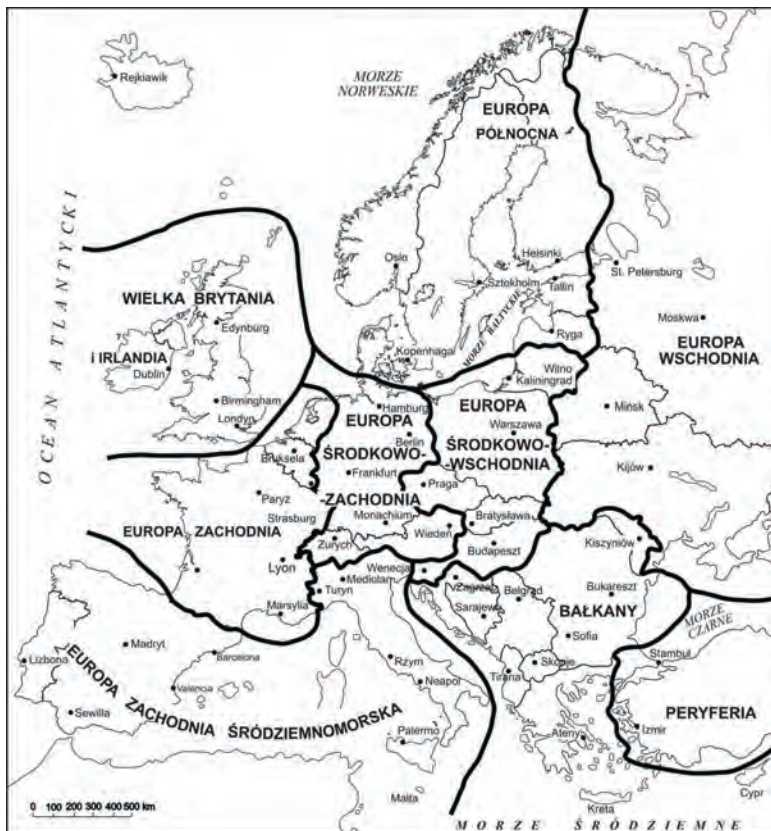 Rejkiawik
MORZE
NORWESKIE
EUROPA
PÓŁNOCNA
OCEAN ATLANTYCKI
Oslo
Helsinki
St. Petersburg
Sztokholm
Tallin
WIELKA BRYTANIA
Edynburg
i IRLANDIA
Dublin
MORZE BAŁTYCKIE
Ryga
Moskwa
EUROPA
WSCHODNIA
Kopenhaga
Wilno
Kaliningrad
Birmingham
Londyn
Hamburg
EUROPA
ŚRODKOWO-
-ZACHODNIA
Berlin
EUROPA
Warszawa
ŚRODKOWO-
-WSCHODNIA
Mińsk
Bruksela
Frankfurt
Praga
Kijów
Paryż
Strasburg
Monachium
Wiedeń
Bratysława
EUROPA ZACHODNIA
Zurych
Budapeszt
Kiszyniów
Lyon
Wenecja
Mediolam
Turyn
Zagrzeb
Belgrad
Bukareszt
Marsylia
Sarajewo
BAŁKANY
MORZE
CZARNE
Sofia
Madryt
Barcelona
Lizbona
Rzym
Skopje
Stambuł
Tirana
Valencia
Neapol
EUROPA ZACHODNIA ŚRÓDZIEMNOMORSKA
PERYFERIA
Sewilla
Palermo
Ateny
Izmir
Malta
Kreta
Cypr
0 100 200 300 400 500 km
MORZE ŚRÓDZIEMNE